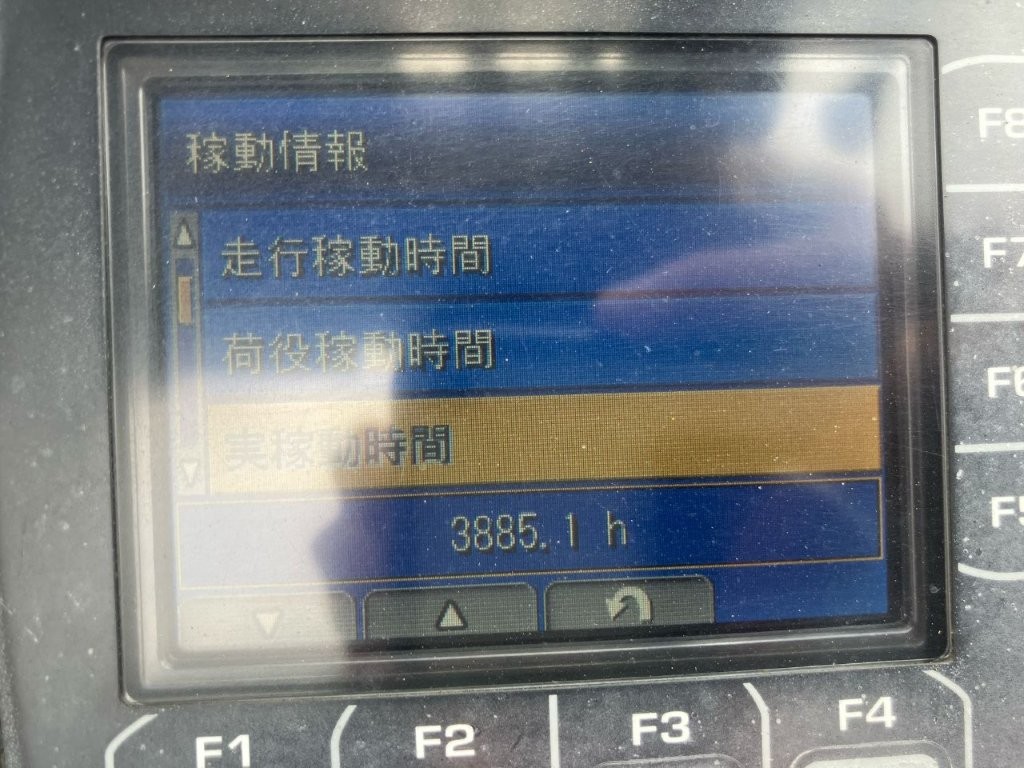 稼動情報
走行稼動時間
荷役稼動時間
実稼動時間
3885.1 h
F8
F7
F6
F5
F1 F2 F3 F4